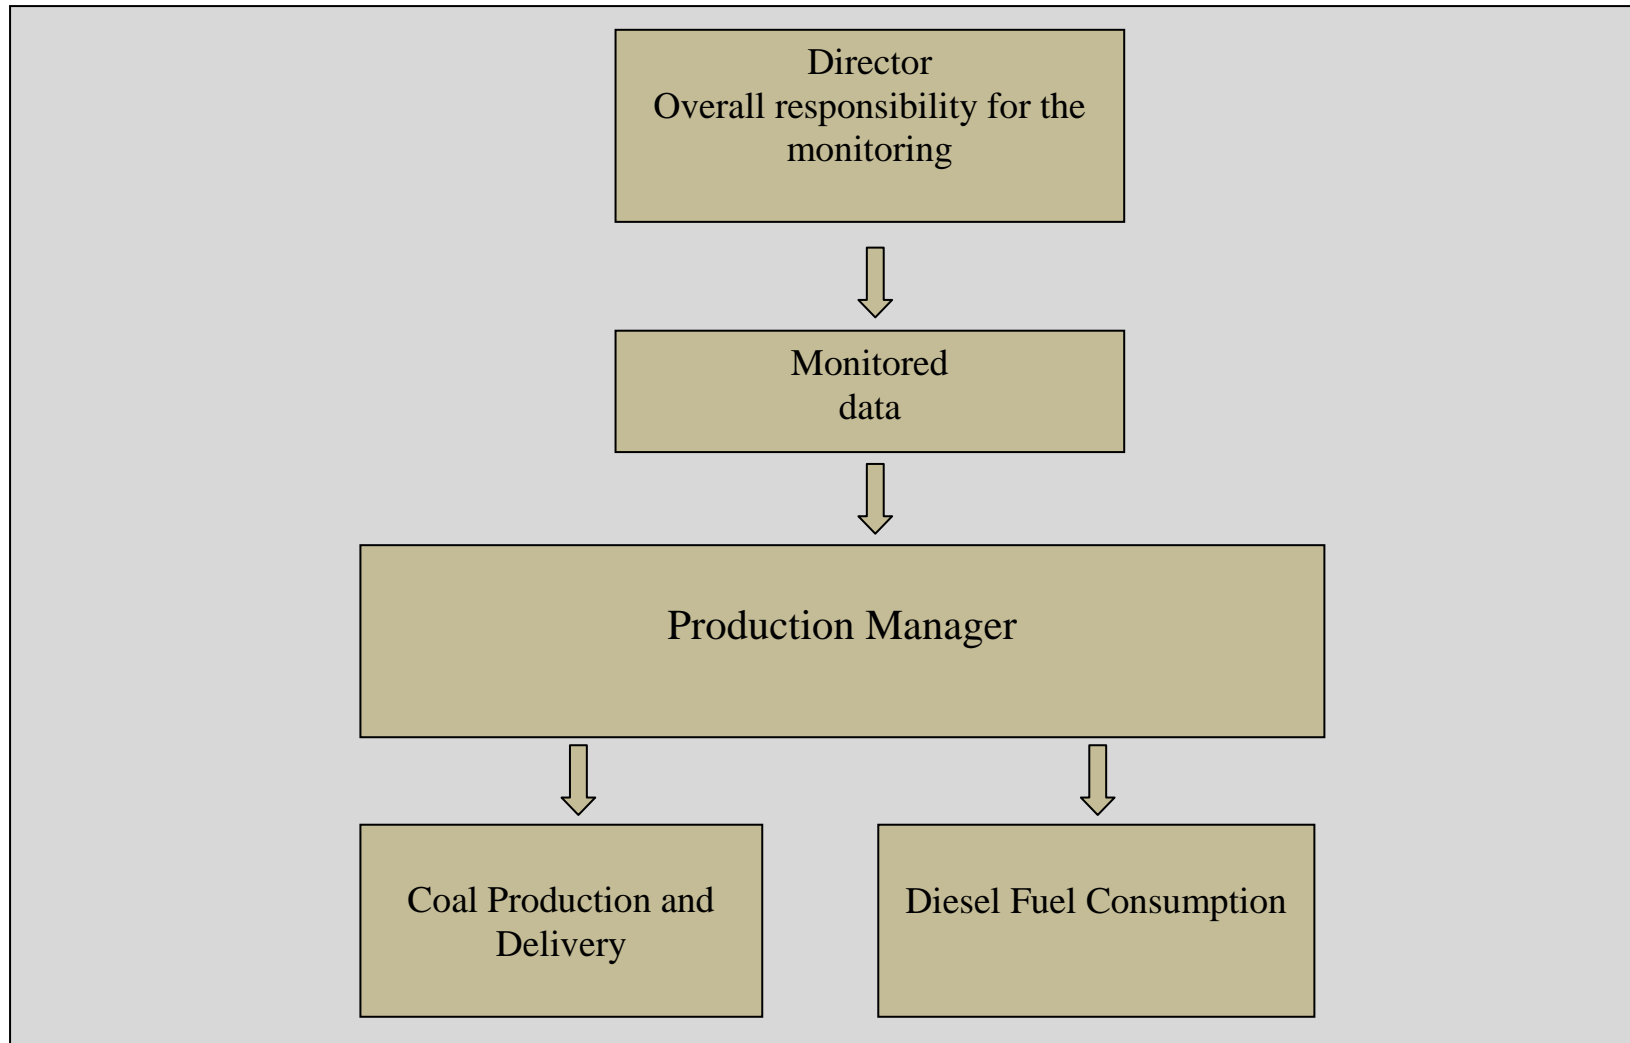 Director
Overall responsibility for the
monitoring
Monitored
data
Production Manager
Coal Production and
Delivery
Diesel Fuel Consumption